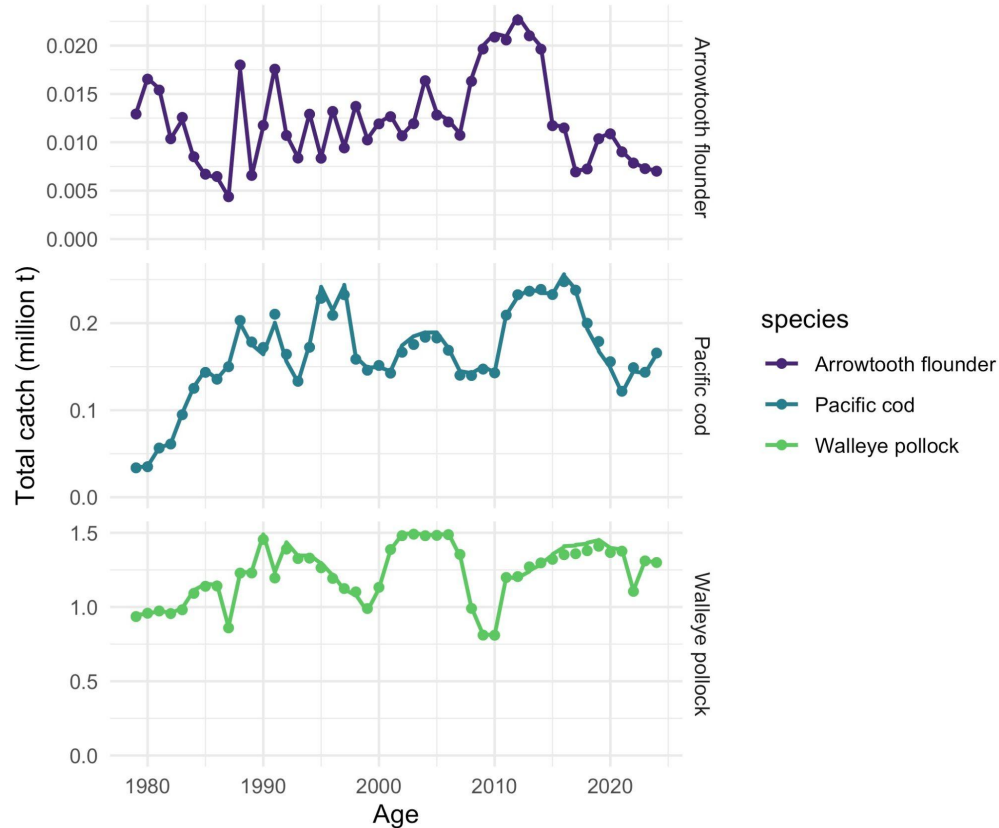 0.020
0.015
0.010
0.005
0.000
Arrowtooth flounder
0.2
0.1
0.0
Pacific cod
1.5
1.0
0.5
0.0
Walleye pollock
1980 1990 2000 2010 2020
Age
Total catch (million t)
species
Arrowtooth flounder
Pacific cod
Walleye pollock